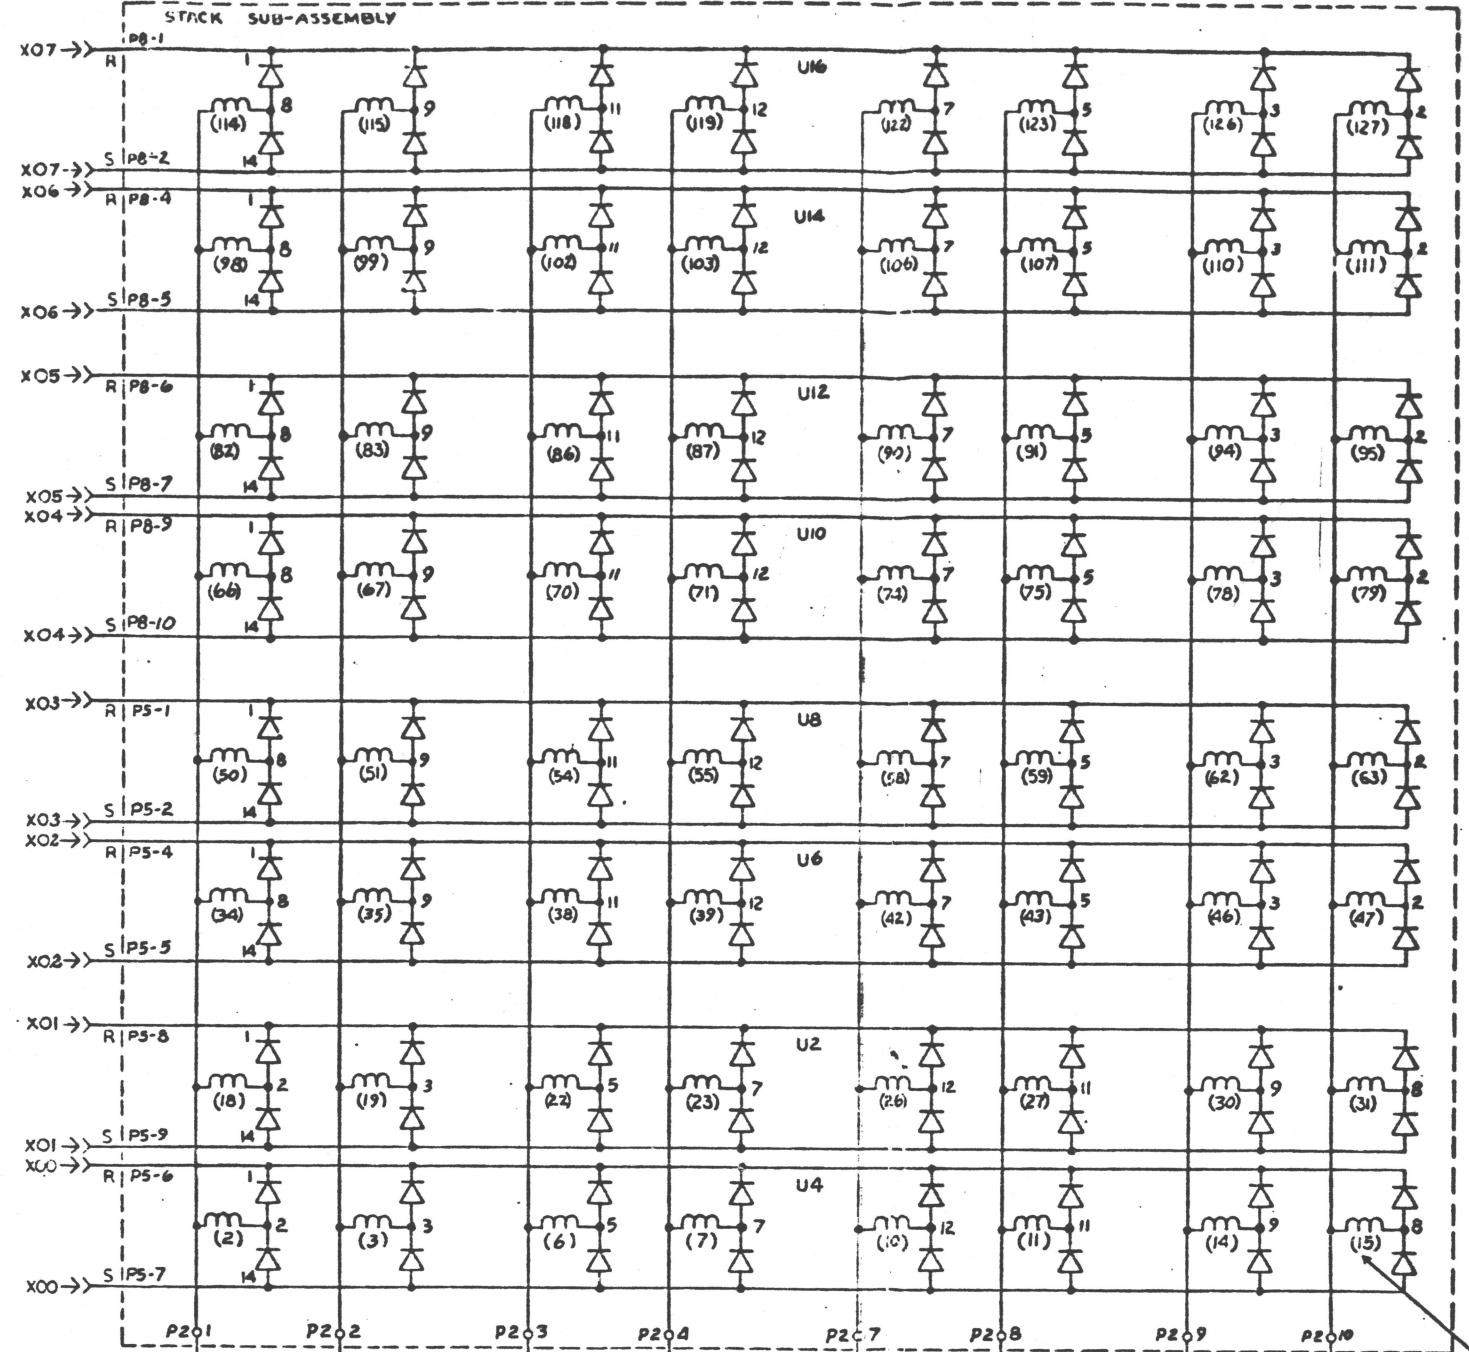 STACK SUB-ASSEMBLY
X07 R P8-1 1 U16
8 9 11 12 7 5 3 2
(114) (115) (118) (119) (122) (123) (126) (127)
X07 S P8-2 14
X06 R P8-4 1 U14
8 9 11 12 7 5 3 2
(98) (99) (102) (103) (106) (107) (110) (111)
X06 S P8-5 14
X05 R P8-6 1 U12
8 9 11 12 7 5 3 2
(82) (83) (86) (87) (90) (91) (94) (95)
X05 S P8-7 14
X04 R P8-9 1 U10
8 9 11 12 7 5 3 2
(66) (67) (70) (71) (74) (75) (78) (79)
X04 S P8-10 14
X03 R P5-1 1 U8
8 9 11 12 7 5 3 2
(50) (51) (54) (55) (58) (59) (62) (63)
X03 S P5-2 14
X02 R P5-4 1 U6
8 9 11 12 7 5 3 2
(34) (35) (38) (39) (42) (43) (46) (47)
X02 S P5-5 14
X01 R P5-8 1 U2
2 3 5 7 12 11 9 8
(18) (19) (22) (23) (26) (27) (30) (31)
X01 S P5-9 14
X00 R P5-6 1 U4
2 3 5 7 12 11 9 8
(2) (3) (6) (7) (10) (11) (14) (15)
X00 S P5-7 14
P2 1 P2 2 P2 3 P2 4 P2 7 P2 8 P2 9 P2 10